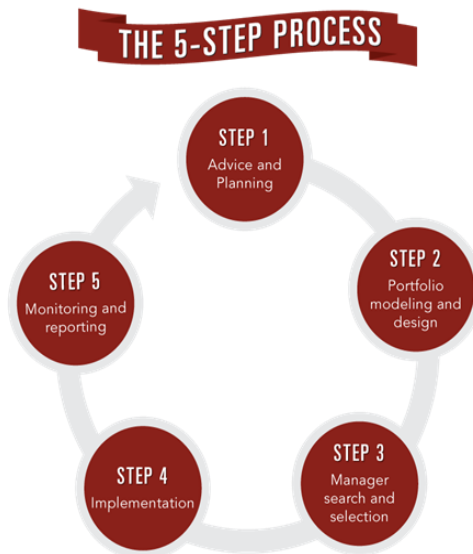 THE 5-STEP PROCESS
STEP 1
Advice and
Planning
STEP 2
Portfolio
modeling and
design
STEP 3
Manager
search and
selection
STEP 4
Implementation
STEP 5
Monitoring and
reporting